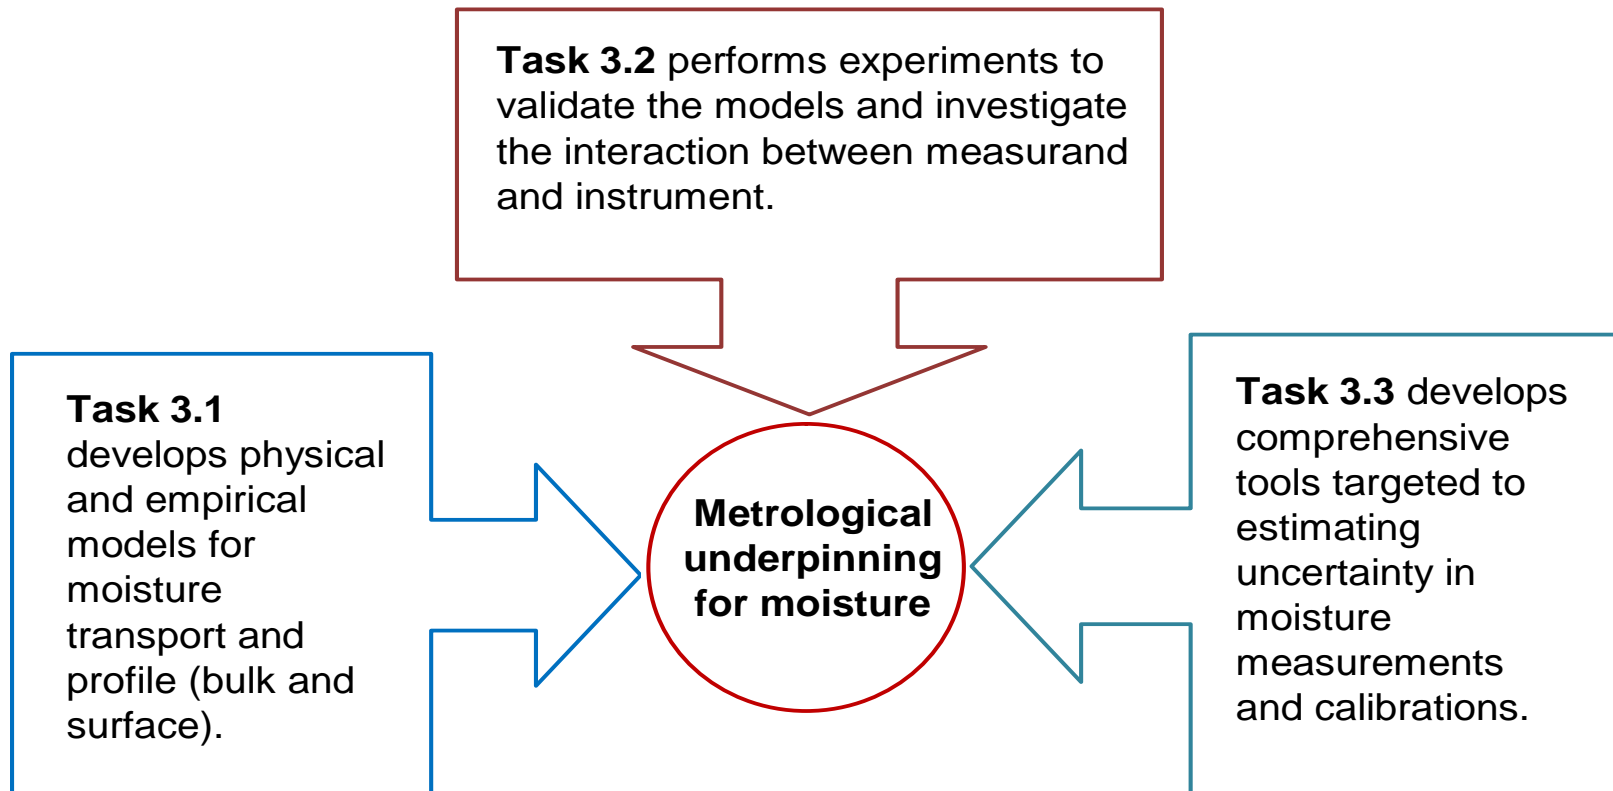 Task 3.2 performs experiments to
validate the models and investigate
the interaction between measurand
and instrument.
Task 3.1
develops physical
and empirical
models for
moisture
transport and
profile (bulk and
surface).
Metrological
underpinning
for moisture
Task 3.3 develops
comprehensive
tools targeted to
estimating
uncertainty in
moisture
measurements
and calibrations.